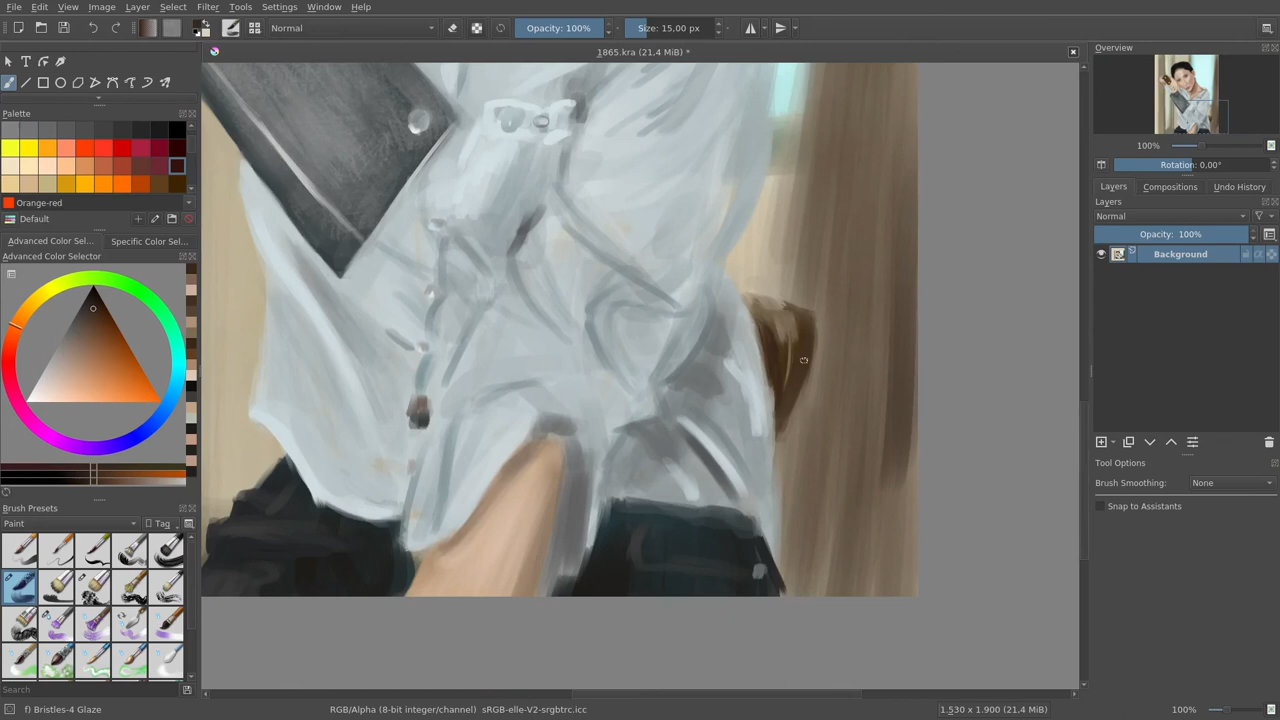 File Edit View Image Layer Select Filter Tools Settings Window Help
Normal Opacity: 100% Size: 15,00 px
1865.kra (21,4 MiB) *
Palette
Orange-red
Default
Advanced Color Sel... Specific Color Sel...
Advanced Color Selector
Brush Presets
Paint Tag
Search
f) Bristles-4 Glaze RGB/Alpha (8-bit integer/channel) sRGB-elle-V2-srgbtrc.icc 1.530 x 1.900 (21,4 MiB) 100%
Overview
100%
Rotation: 0,00°
Layers Compositions Undo History
Layers
Normal
Opacity: 100%
Background
Tool Options
Brush Smoothing: None
Snap to Assistants